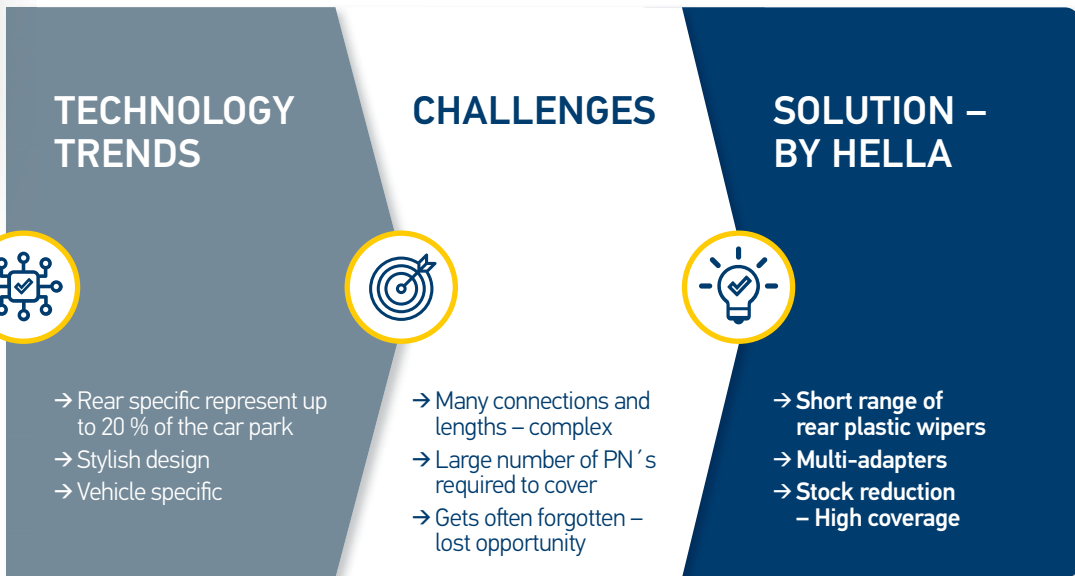 TECHNOLOGY
TRENDS
→ Rear specific represent up
to 20 % of the car park
→ Stylish design
→ Vehicle specific
CHALLENGES
→ Many connections and
lengths – complex
→ Large number of PN´s
required to cover
→ Gets often forgotten –
lost opportunity
SOLUTION –
BY HELLA
→ Short range of
rear plastic wipers
→ Multi-adapters
→ Stock reduction
– High coverage